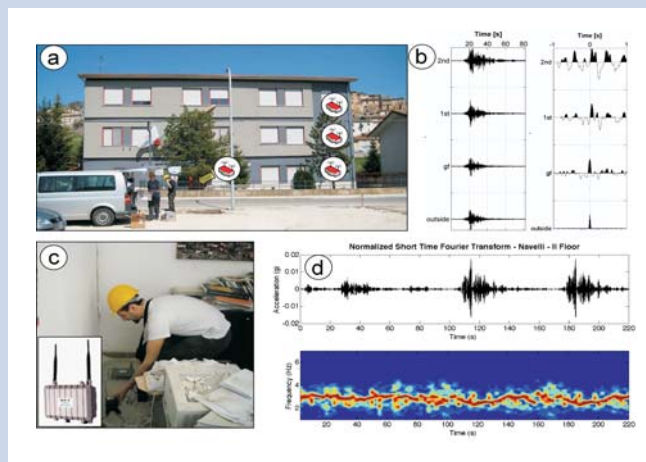 a
b
Time [s]
20 40 60 80
2nd
1st
gf
outside
Time [s]
-1 0 1
2nd
1st
gf
outside
c
d
Normalized Short Time Fourier Transform - Navelli - II Floor
Acceleration (g)
0.02
0.01
0
-0.01
-0.02
0 20 40 60 80 100 120 140 160 180 200 220
Time (s)
Frequency (Hz)
6
4
2
20 40 60 80 100 120 140 160 180 200 220
Time (s)